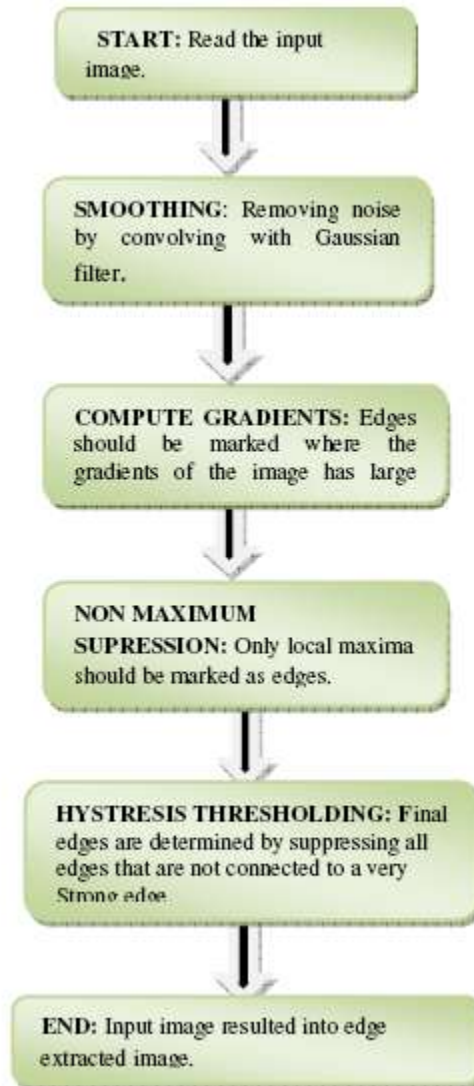 START: Read the input
image.
SMOOTHING: Removing noise
by convolving with Gaussian
filter.
COMPUTE GRADIENTS: Edges
should be marked where the
gradients of the image has large
NON MAXIMUM
SUPRESSION: Only local maxima
should be marked as edges.
HYSTRESIS THRESHOLDING: Final
edges are determined by suppressing all
edges that are not connected to a very
Strong edge
END: Input image resulted into edge
extracted image.